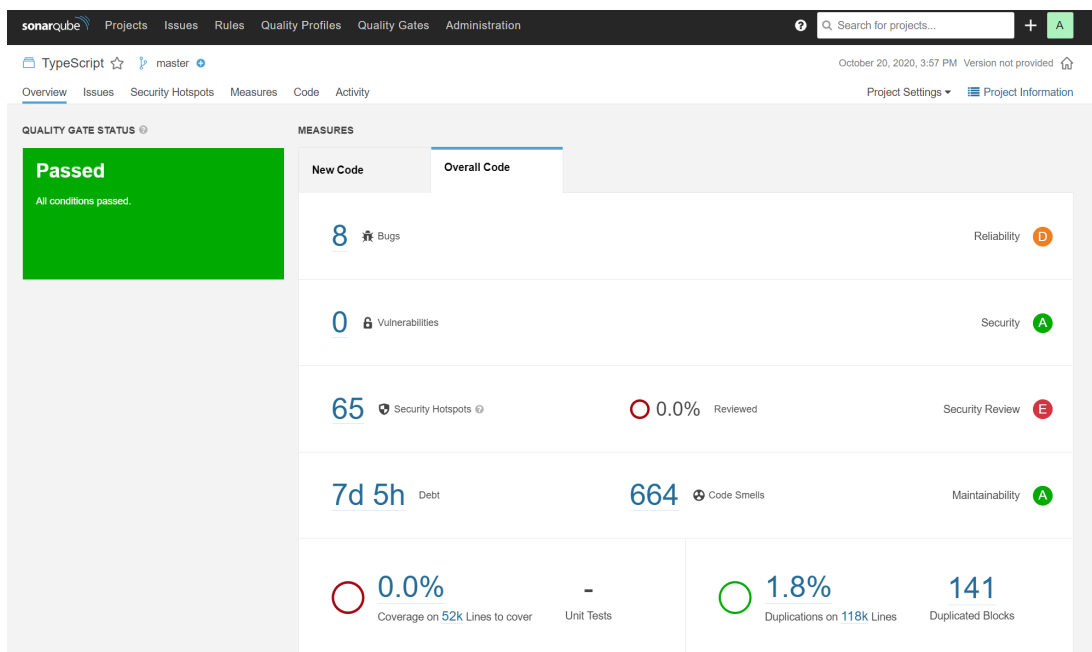 sonarqube Projects Issues Rules Quality Profiles Quality Gates Administration ? Search for projects... + A
TypeScript master October 20, 2020, 3:57 PM Version not provided
Overview Issues Security Hotspots Measures Code Activity Project Settings Project Information
QUALITY GATE STATUS ? MEASURES
Passed
All conditions passed.
New Code Overall Code
8 Bugs Reliability D
0 Vulnerabilities Security A
65 Security Hotspots ? 0.0% Reviewed Security Review E
7d 5h Debt 664 Code Smells Maintainability A
0.0% - 1.8% 141
Coverage on 52k Lines to cover Unit Tests Duplications on 118k Lines Duplicated Blocks